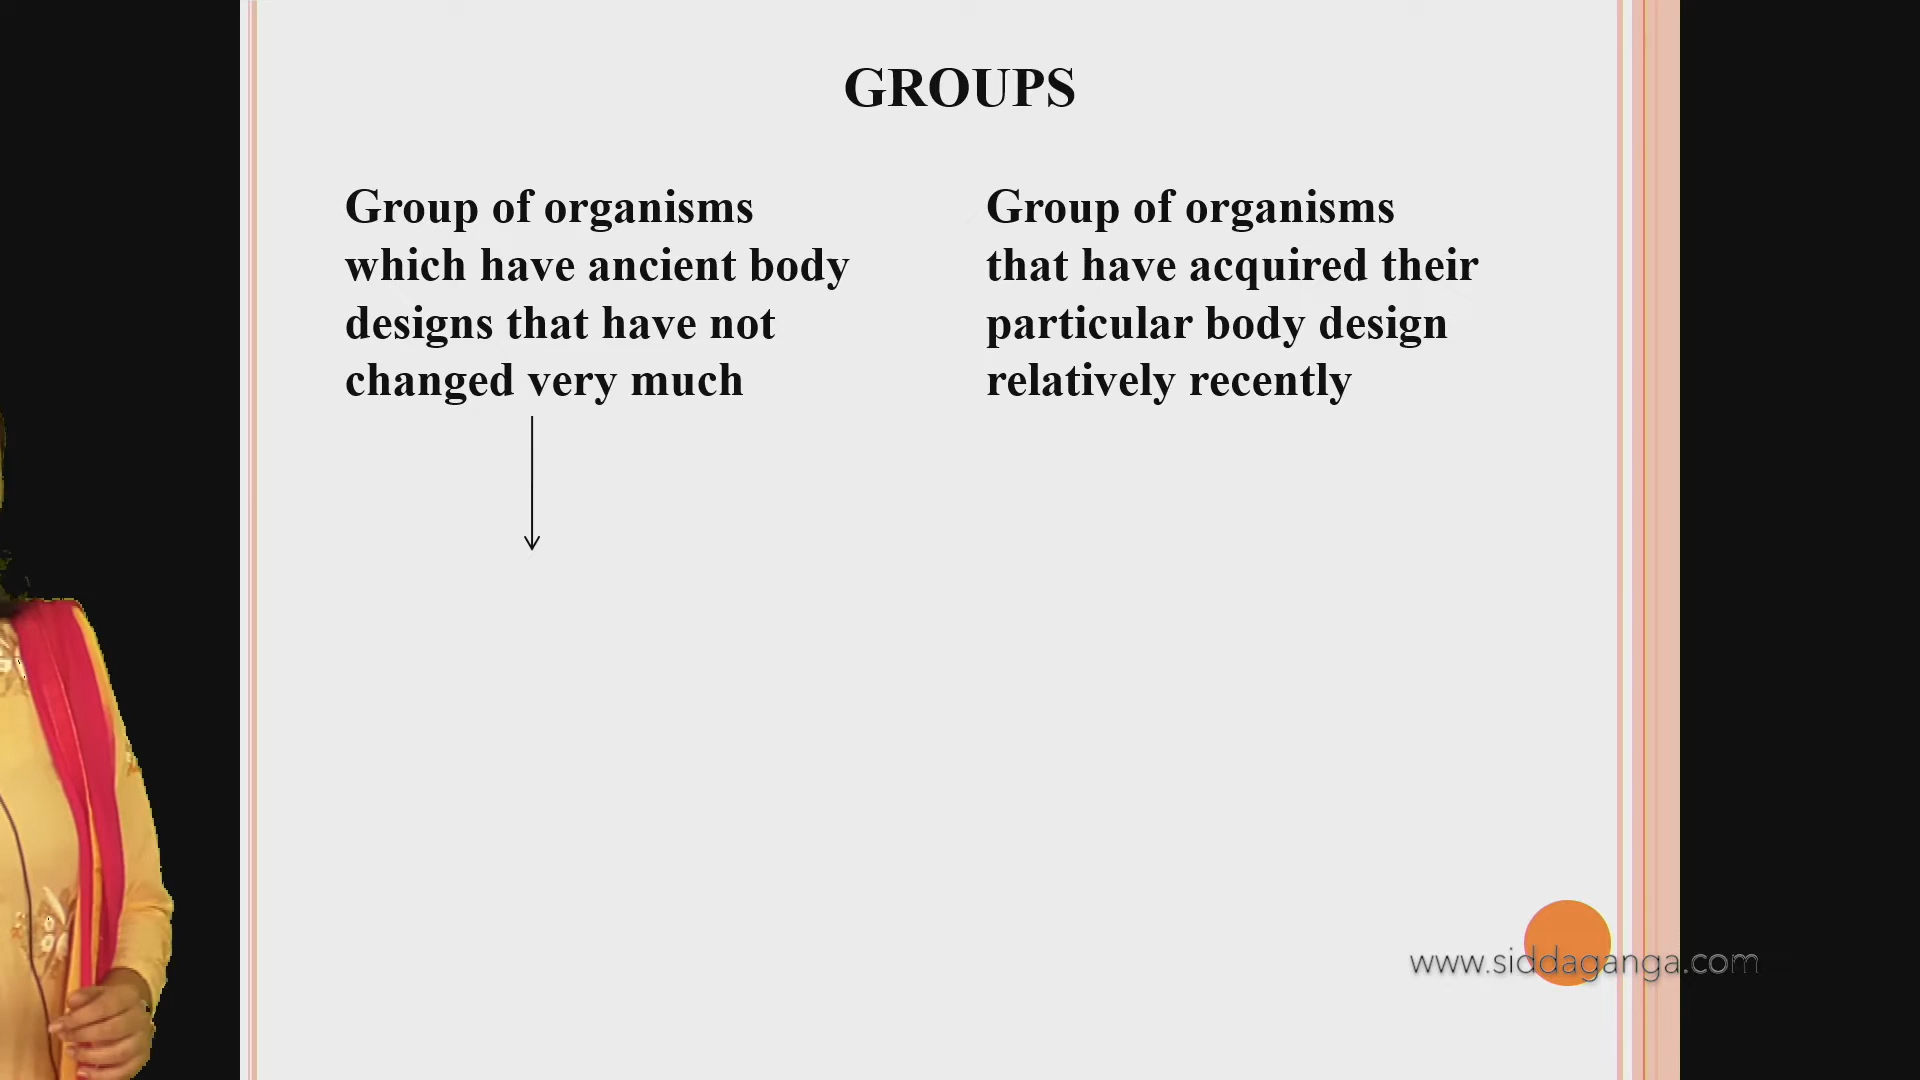 GROUPS
Group of organisms
which have ancient body
designs that have not
changed very much
Group of organisms
that have acquired their
particular body design
relatively recently
www.siddaganga.com